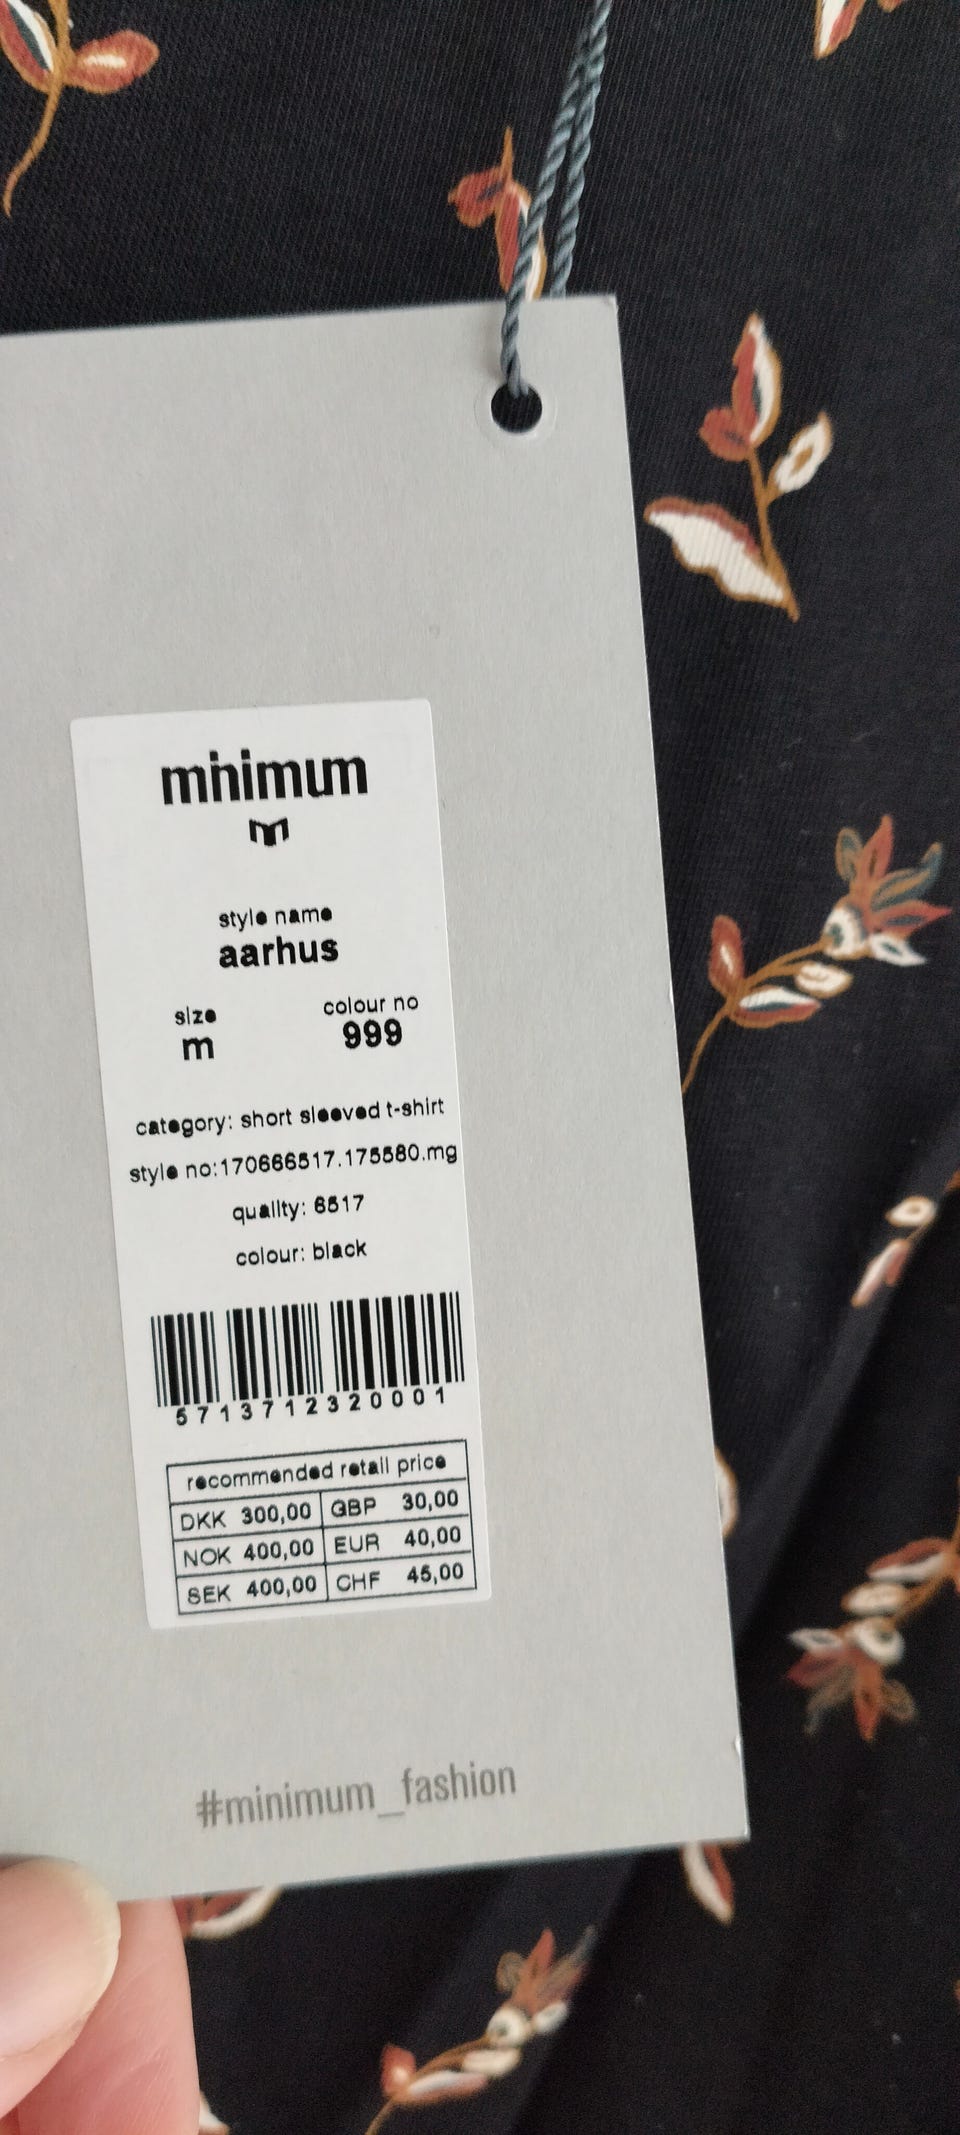 minimum
style name
aarhus
size colour no
m 999
category: short sleeved t-shirt
style no:170666517.175580.mg
quality: 6517
colour: black
5713712320001
recommended retail price
DKK 300,00 GBP 30,00
NOK 400,00 EUR 40,00
SEK 400,00 CHF 45,00
#minimum_fashion